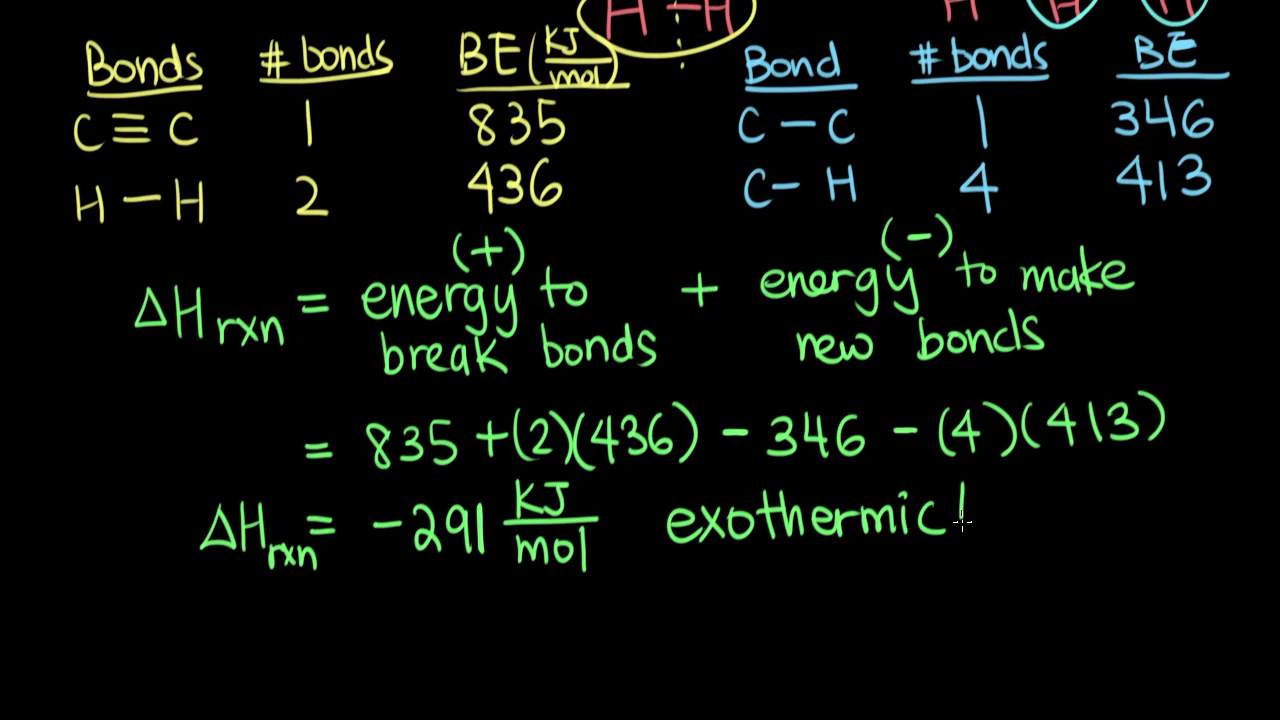 H - H H H H
Bonds # bonds BE (KJ/mol) Bond # bonds BE
C ≡ C 1 835 C - C 1 346
H - H 2 436 C - H 4 413
(+) (-)
ΔHrxn = energy to + energy to make
break bonds new bonds
= 835 + (2)(436) - 346 - (4)(413)
ΔHrxn = -291 KJ/mol exothermic!